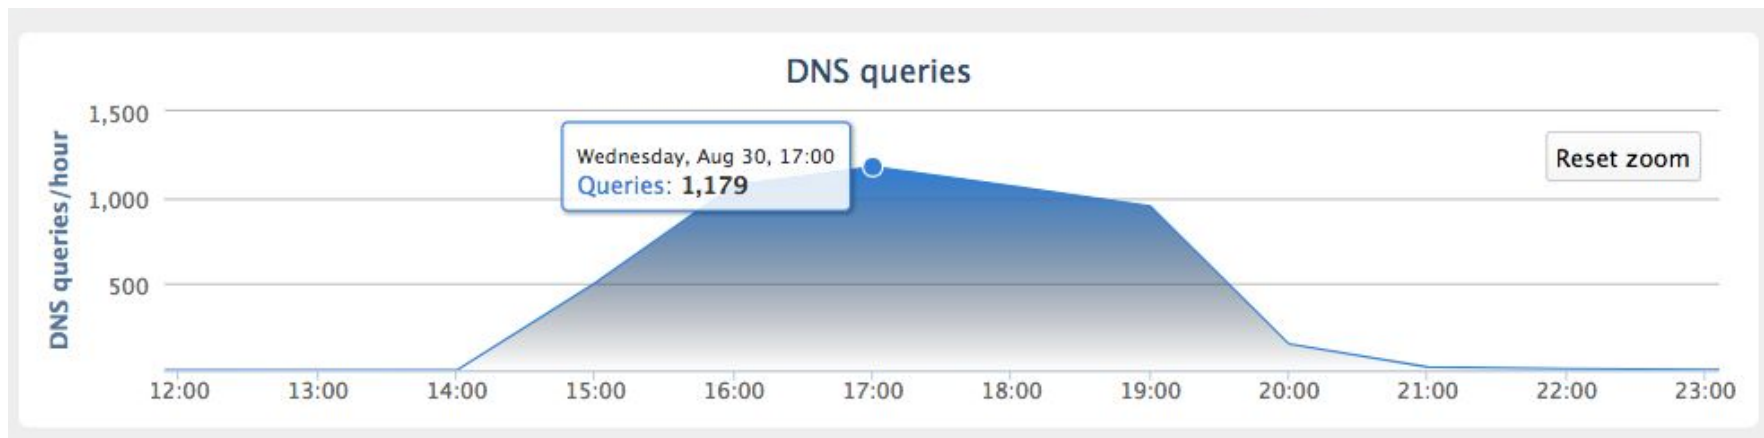 DNS queries
1,500
1,000
500
DNS queries/hour
Wednesday, Aug 30, 17:00
Queries: 1,179
Reset zoom
12:00 13:00 14:00 15:00 16:00 17:00 18:00 19:00 20:00 21:00 22:00 23:00